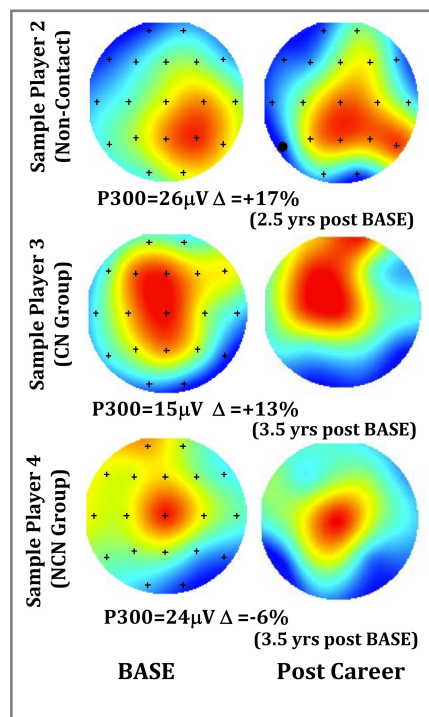 Sample Player 2
(Non-Contact)
P300=26μV Δ =+17%
(2.5 yrs post BASE)
Sample Player 3
(CN Group)
P300=15μV Δ=+13%
(3.5 yrs post BASE)
Sample Player 4
(NCN Group)
P300=24μV Δ =-6%
(3.5 yrs post BASE)
BASE Post Career